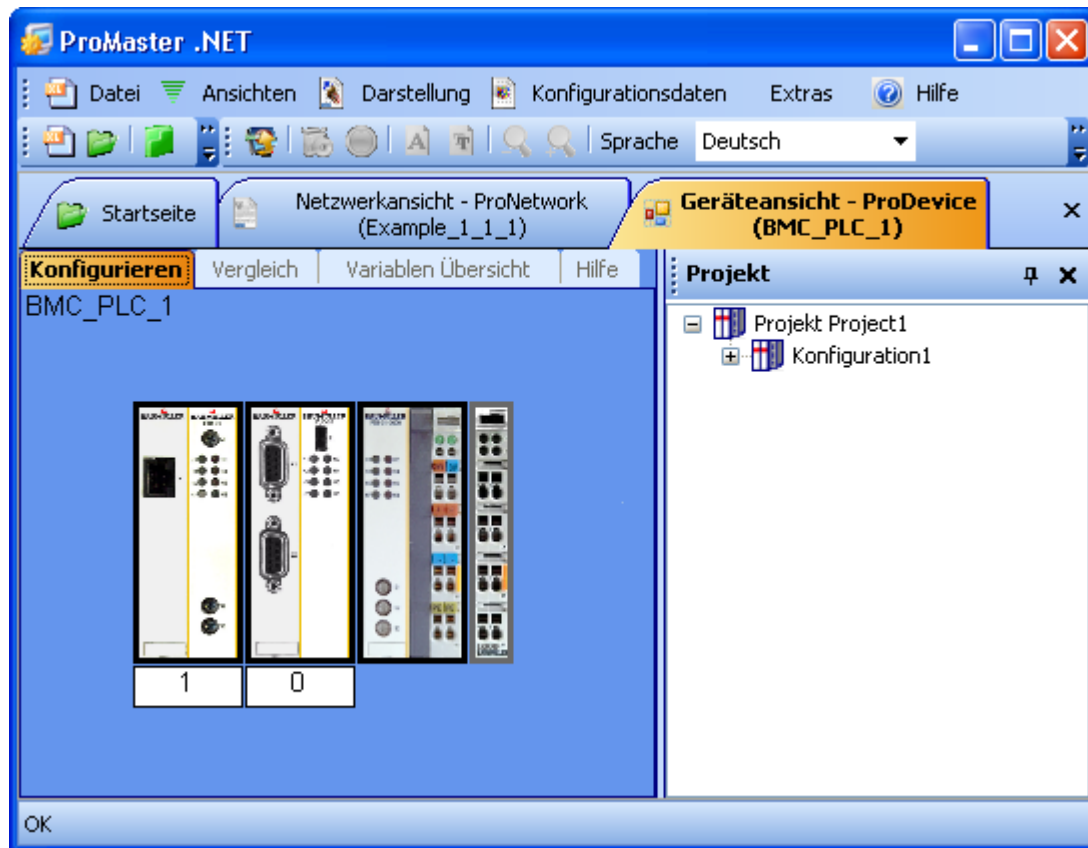 ProMaster .NET
Datei Ansichten Darstellung Konfigurationsdaten Extras Hilfe
Sprache Deutsch
Startseite
Netzwerkansicht - ProNetwork
(Example_1_1_1)
Geräteansicht - ProDevice
(BMC_PLC_1)
Konfigurieren Vergleich Variablen Übersicht Hilfe
BMC_PLC_1
1 0
Projekt
Projekt Project1
Konfiguration1
OK